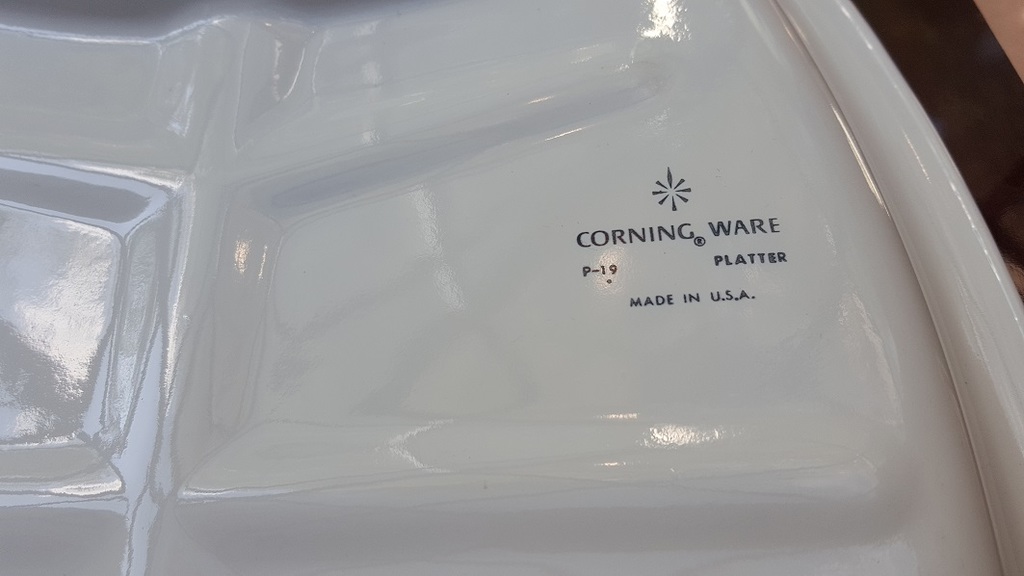 CORNING® WARE
P-19 PLATTER
MADE IN U.S.A.